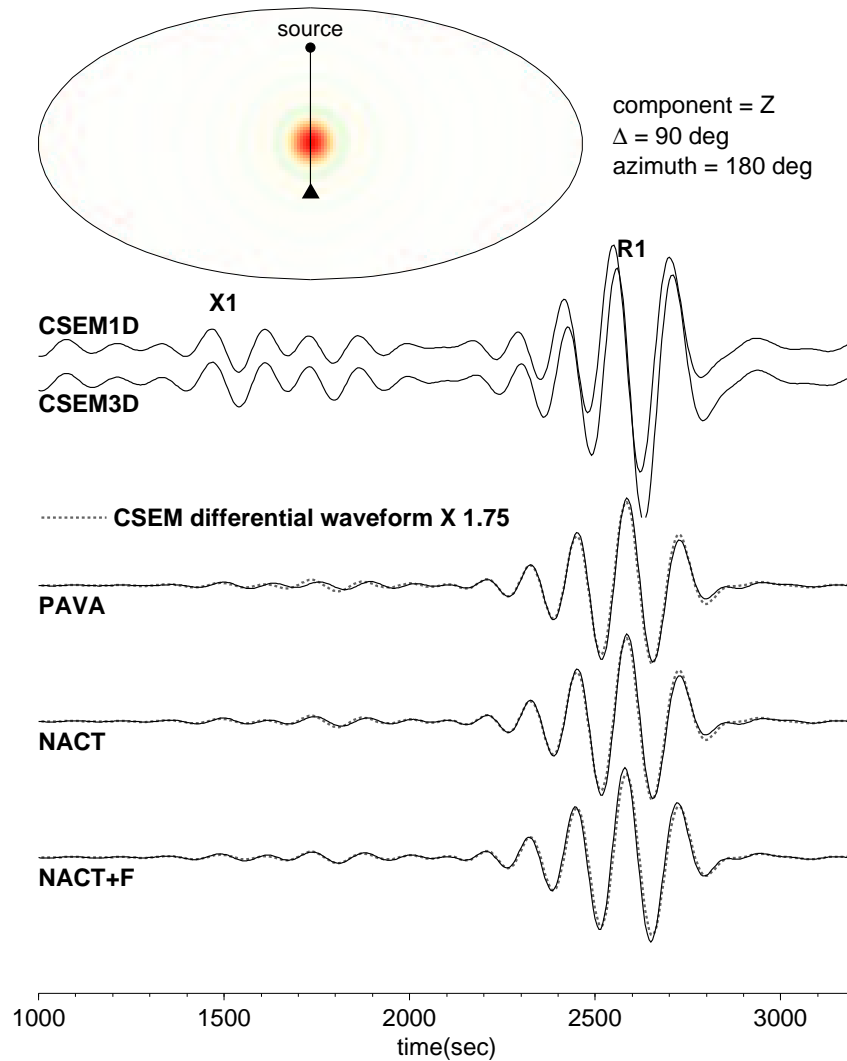 source
component = Z
Δ = 90 deg
azimuth = 180 deg
R1
X1
CSEM1D
CSEM3D
CSEM differential waveform X 1.75
PAVA
NACT
NACT+F
1000 1500 2000 2500 3000
time(sec)